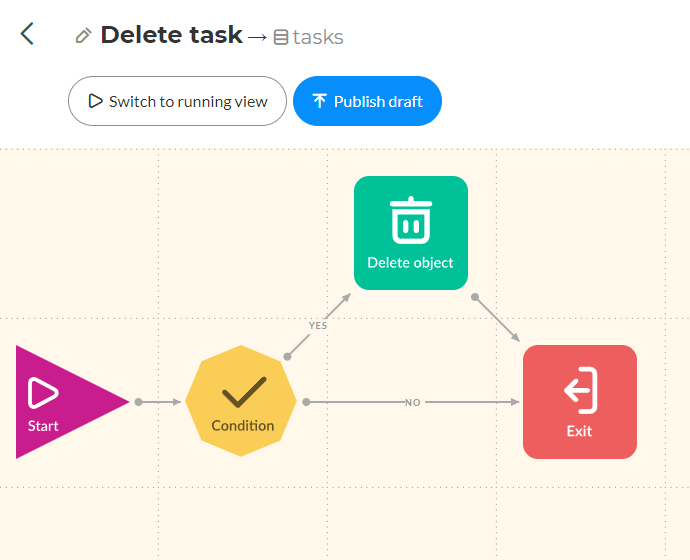 Delete task → tasks
Switch to running view
Publish draft
Delete object
YES
Start
Condition
NO
Exit